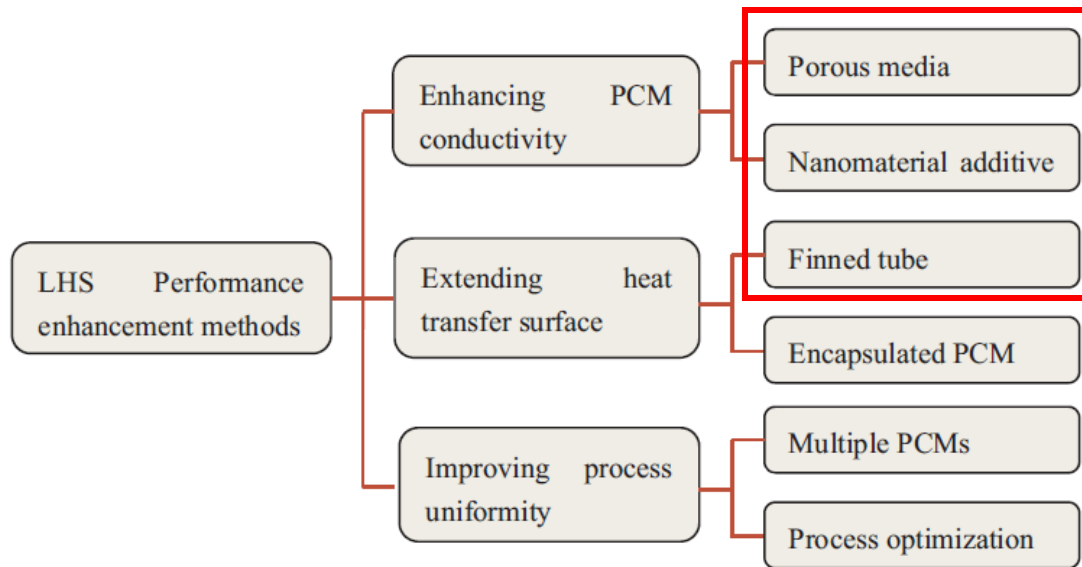 LHS Performance
enhancement methods
Enhancing PCM
conductivity
Porous media
Nanomaterial additive
Extending heat
transfer surface
Finned tube
Encapsulated PCM
Improving process
uniformity
Multiple PCMs
Process optimization